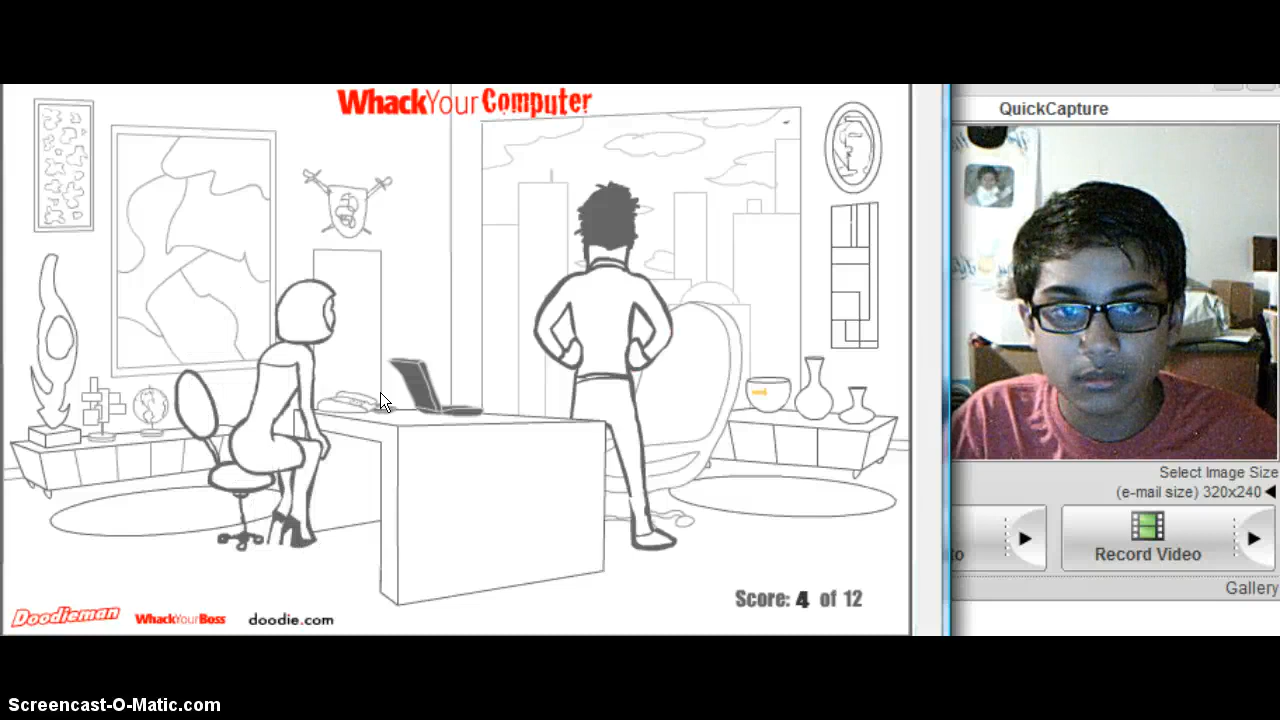 WhackYourComputer
QuickCapture
Select Image Size
(e-mail size) 320x240
Record Video
Gallery
Score: 4 of 12
Doodieman
WhackYourBoss
doodie.com
Screencast-O-Matic.com